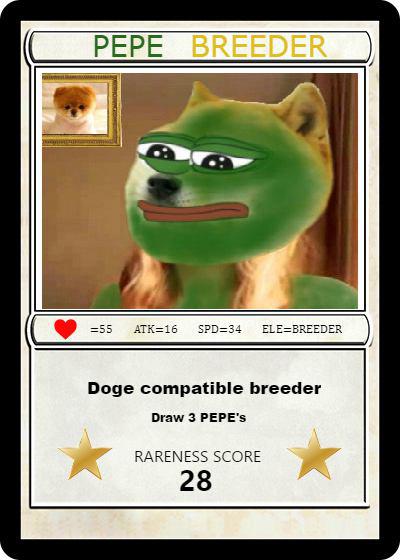 PEPE BREEDER
=55 ATK=16 SPD=34 ELE=BREEDER
Doge compatible breeder
Draw 3 PEPE's
RARENESS SCORE
28